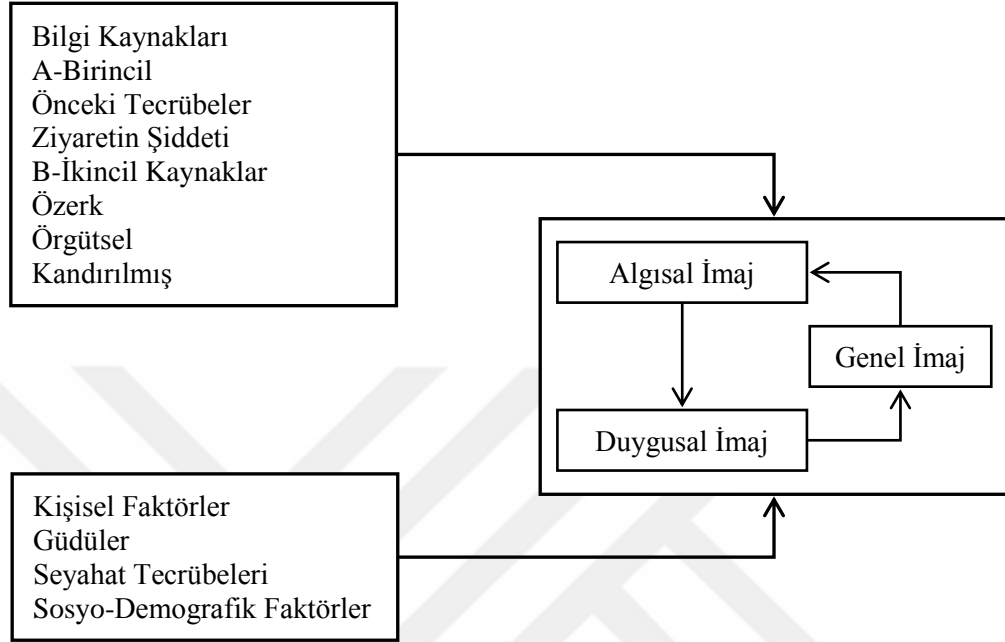 Bilgi Kaynakları
A-Birincil
Önceki Tecrübeler
Ziyaretin Şiddeti
B-İkincil Kaynaklar
Özerk
Örgütsel
Kandırılmış
Algısal İmaj
Genel İmaj
Duygusal İmaj
Kişisel Faktörler
Güdüler
Seyahat Tecrübeleri
Sosyo-Demografik Faktörler